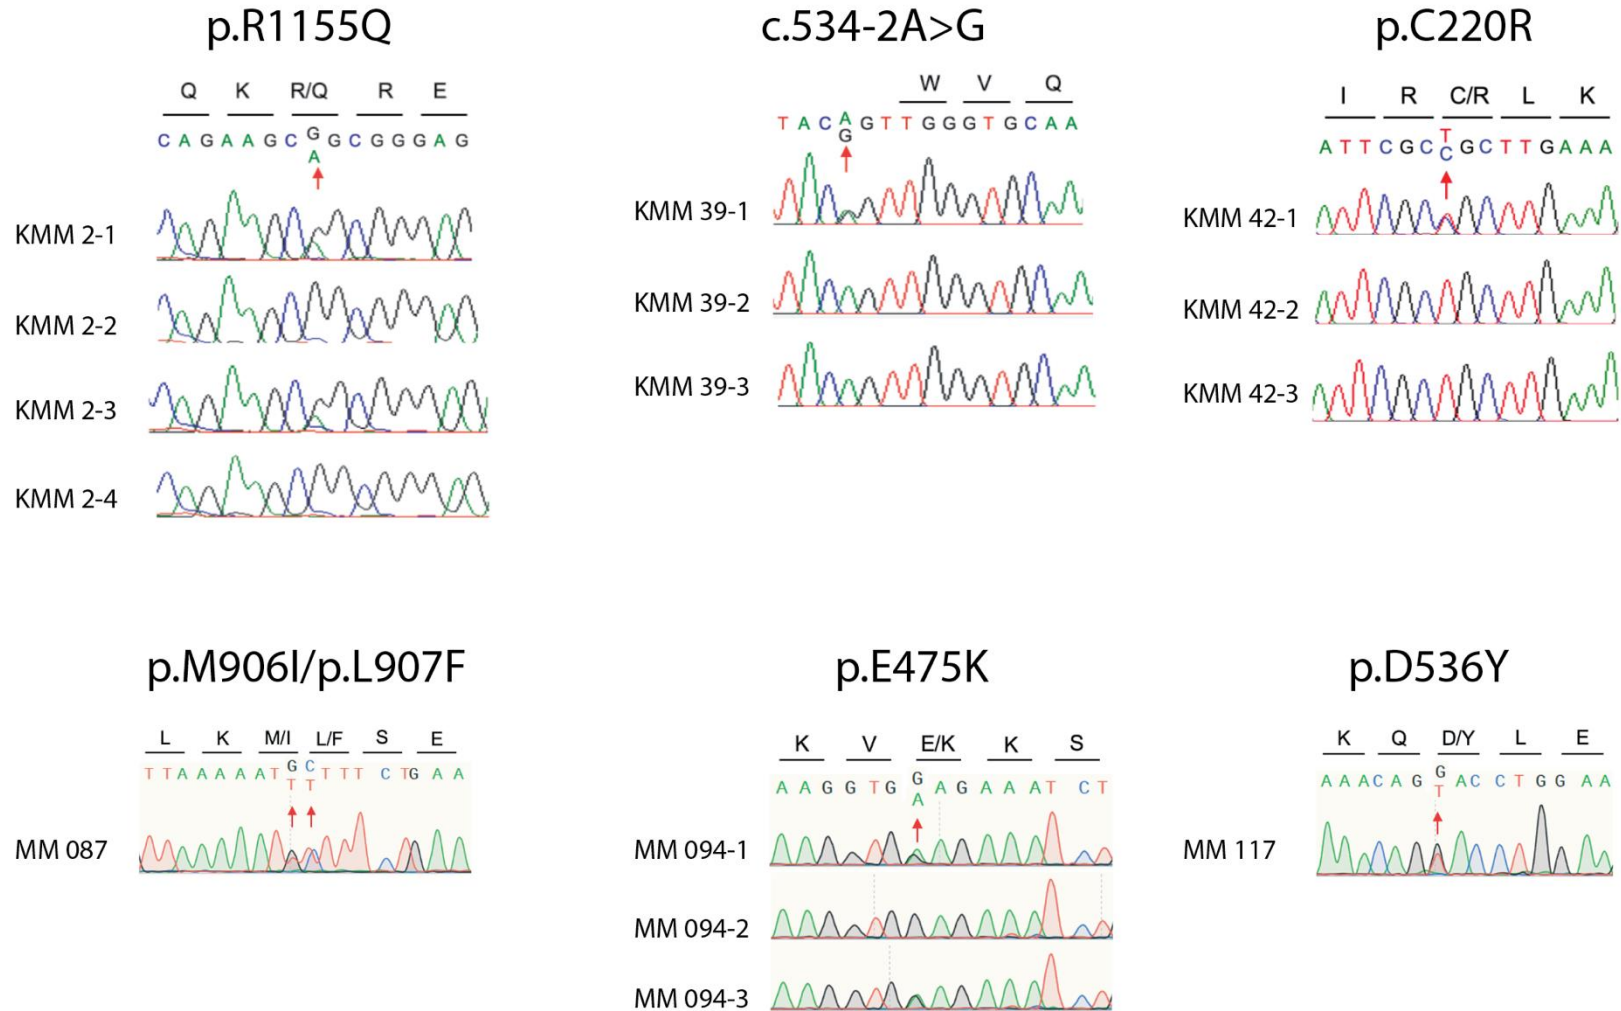 p.R1155Q
Q K R/Q R E
C A G A A G C G G C G G G A G
A
KMM 2-1
KMM 2-2
KMM 2-3
KMM 2-4
c.534-2A>G
W V Q
T A C A G T T G G G T G C A A
G
KMM 39-1
KMM 39-2
KMM 39-3
p.C220R
I R C/R L K
A T T C G C T G C T T G A A A
C
KMM 42-1
KMM 42-2
KMM 42-3
p.M906I/p.L907F
L K M/I L/F S E
T T A A A A A T G C T T T C T G A A
T T
MM 087
p.E475K
K V E/K K S
A A G G T G G A G A A A T C T
A
MM 094-1
MM 094-2
MM 094-3
p.D536Y
K Q D/Y L E
A A A C A G G A C C T G G A A
T
MM 117